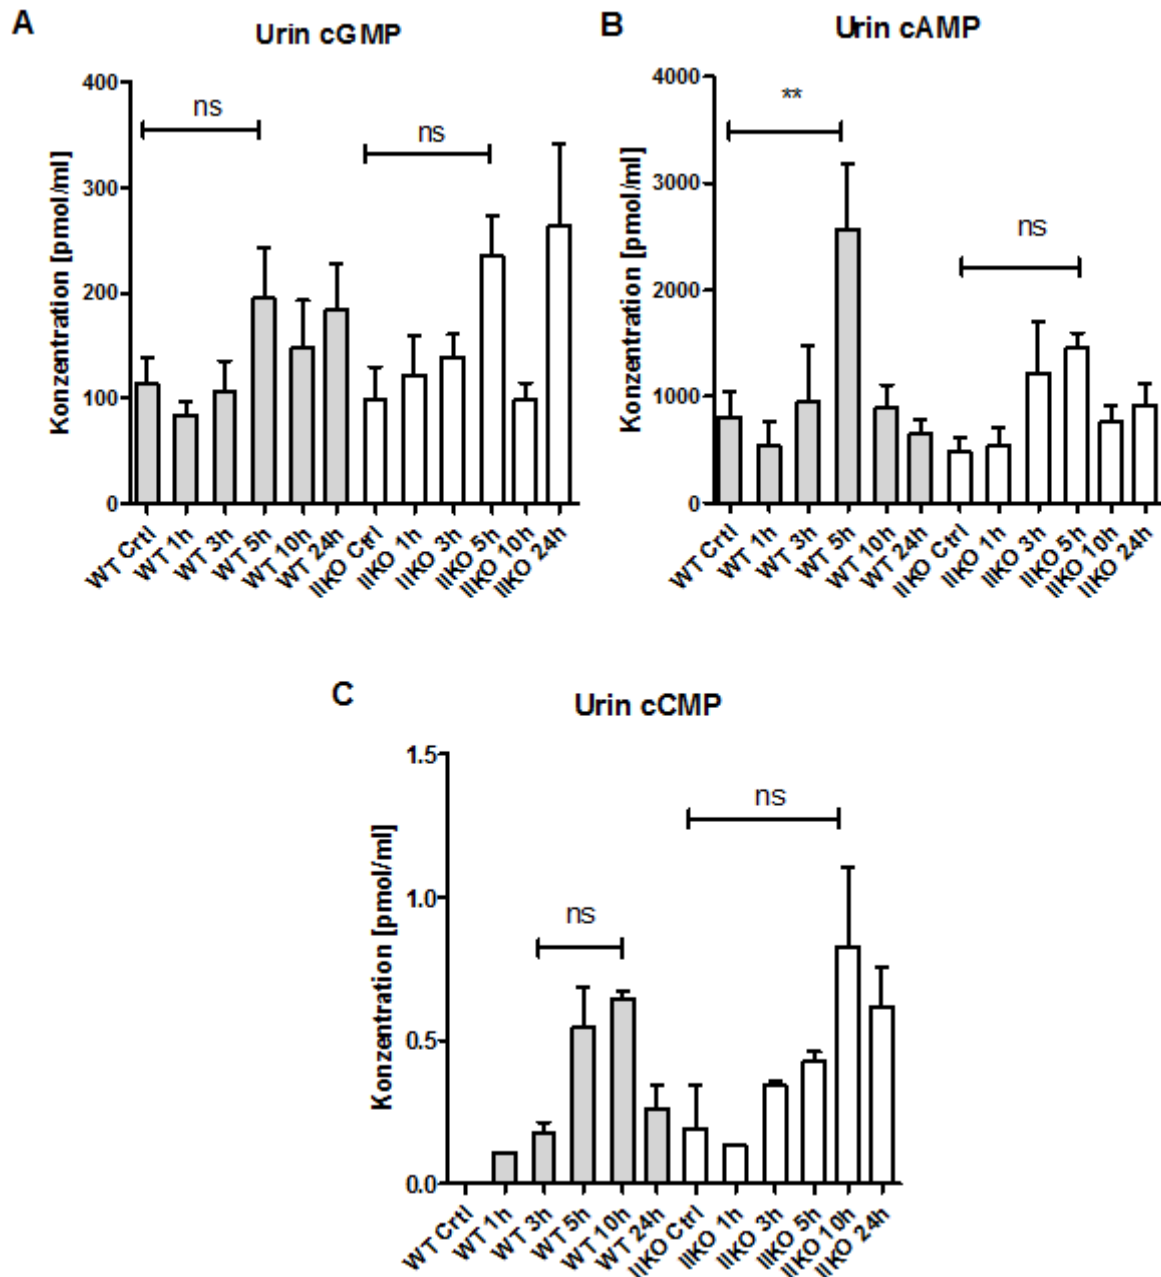 A
Urin cGMP
Konzentration [pmol/ml]
400
300
200
100
0
ns
ns
WT Crtl
WT 1h
WT 3h
WT 5h
WT 10h
WT 24h
IIKO Ctrl
IIKO 1h
IIKO 3h
IIKO 5h
IIKO 10h
IIKO 24h
B
Urin cAMP
Konzentration [pmol/ml]
4000
3000
2000
1000
0
**
ns
WT Crtl
WT 1h
WT 3h
WT 5h
WT 10h
WT 24h
IIKO Ctrl
IIKO 1h
IIKO 3h
IIKO 5h
IIKO 10h
IIKO 24h
C
Urin cCMP
Konzentration [pmol/ml]
1.5
1.0
0.5
0.0
ns
ns
WT Crtl
WT 1h
WT 3h
WT 5h
WT 10h
WT 24h
IIKO Ctrl
IIKO 1h
IIKO 3h
IIKO 5h
IIKO 10h
IIKO 24h